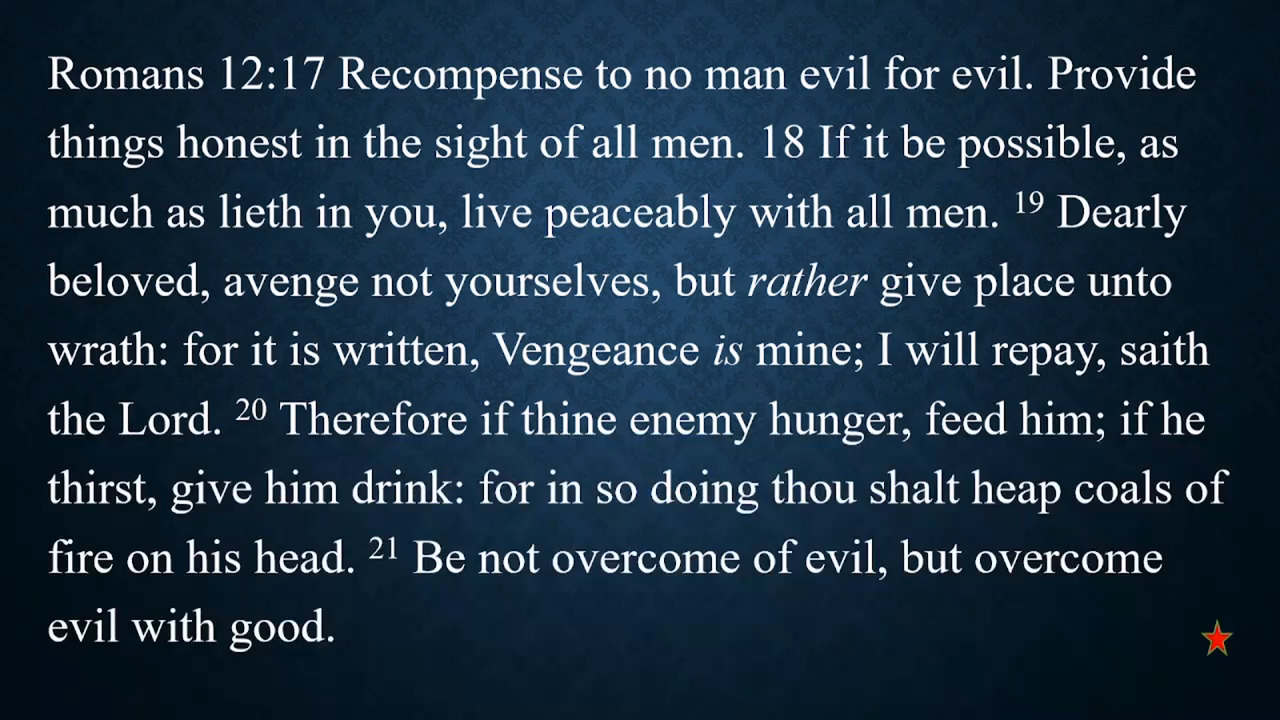 Romans 12:17 Recompense to no man evil for evil. Provide
things honest in the sight of all men. 18 If it be possible, as
much as lieth in you, live peaceably with all men. 19 Dearly
beloved, avenge not yourselves, but rather give place unto
wrath: for it is written, Vengeance is mine; I will repay, saith
the Lord. 20 Therefore if thine enemy hunger, feed him; if he
thirst, give him drink: for in so doing thou shalt heap coals of
fire on his head. 21 Be not overcome of evil, but overcome
evil with good.